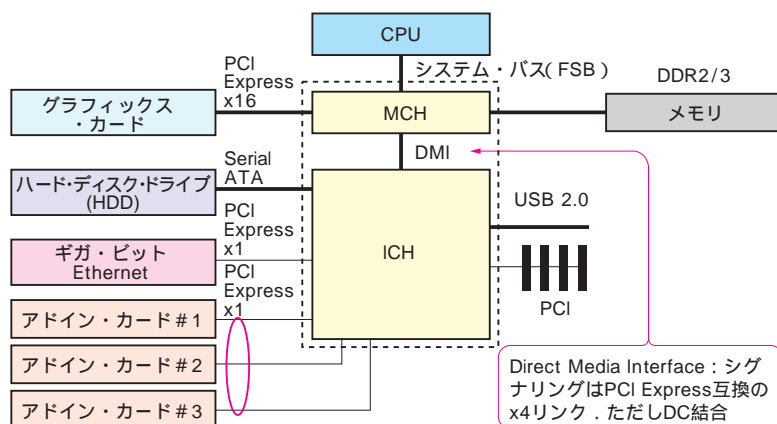 CPU
PCI
Express
x16
システム・バス(FSB)
DDR2/3
グラフィックス
・カード
MCH
メモリ
DMI
Serial
ATA
ハード・ディスク・ドライブ
(HDD)
USB 2.0
PCI
Express
x1
ギガ・ビット
Ethernet
ICH
PCI
Express
x1
PCI
アドイン・カード#1
アドイン・カード#2
アドイン・カード#3
Direct Media Interface：シグ
ナリングはPCI Express互換の
x4リンク．ただしDC結合